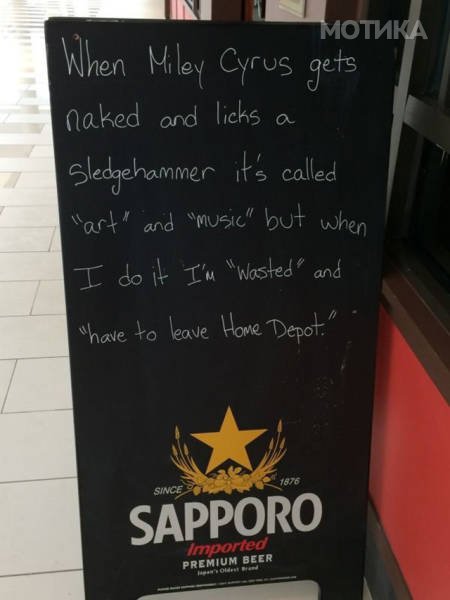 МОТИКА
When Miley Cyrus gets
naked and licks a
Sledgehammer it's called
"art" and "music" but when
I do it I'm "Wasted" and
"have to leave Home Depot."
SINCE 1876
SAPPORO
Imported
PREMIUM BEER
Japan's Oldest Brand